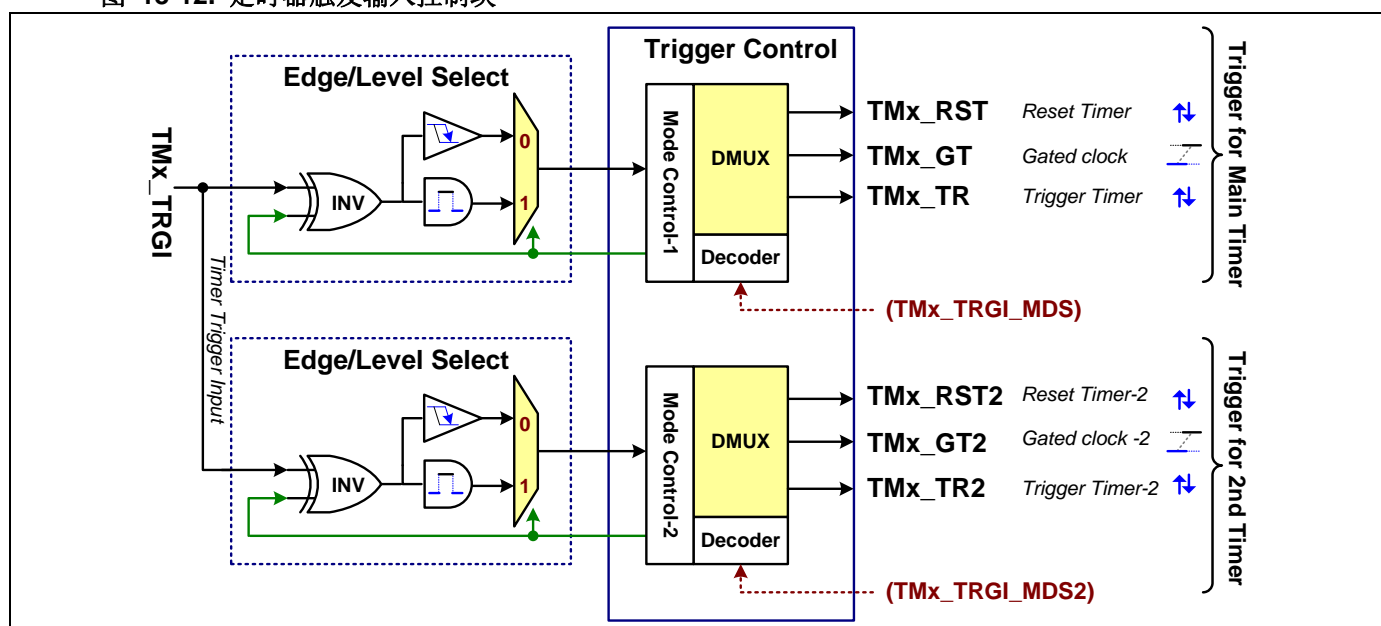 Trigger Control
Edge/Level Select
TMx_TRGI
Timer Trigger Input
INV
0
1
Mode Control-1
DMUX
Decoder
TMx_RST Reset Timer
TMx_GT Gated clock
TMx_TR Trigger Timer
(TMx_TRGI_MDS)
Trigger for Main Timer
Edge/Level Select
INV
0
1
Mode Control-2
DMUX
Decoder
TMx_RST2 Reset Timer-2
TMx_GT2 Gated clock -2
TMx_TR2 Trigger Timer-2
(TMx_TRGI_MDS2)
Trigger for 2nd Timer